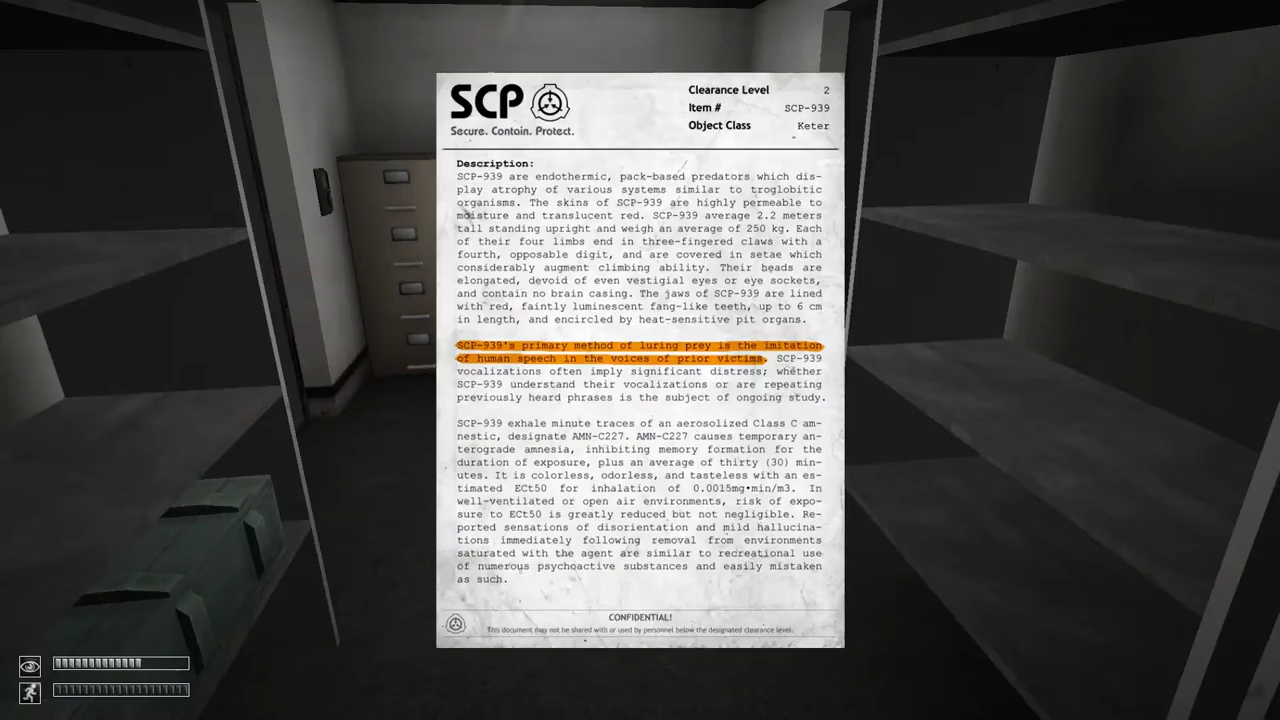 SCP
Secure. Contain. Protect.
Clearance Level 2
Item # SCP-939
Object Class Keter
Description:
SCP-939 are endothermic, pack-based predators which dis-
play atrophy of various systems similar to troglobitic
organisms. The skins of SCP-939 are highly permeable to
moisture and translucent red. SCP-939 average 2.2 meters
tall standing upright and weigh an average of 250 kg. Each
of their four limbs end in three-fingered claws with a
fourth, opposable digit, and are covered in setae which
considerably augment climbing ability. Their heads are
elongated, devoid of even vestigial eyes or eye sockets,
and contain no brain casing. The jaws of SCP-939 are lined
with red, faintly luminescent fang-like teeth, up to 6 cm
in length, and encircled by heat-sensitive pit organs.
SCP-939's primary method of luring prey is the imitation
of human speech in the voices of prior victims. SCP-939
vocalizations often imply significant distress; whether
SCP-939 understand their vocalizations or are repeating
previously heard phrases is the subject of ongoing study.
SCP-939 exhale minute traces of an aerosolized Class C am-
nestic, designate AMN-C227. AMN-C227 causes temporary an-
terograde amnesia, inhibiting memory formation for the
duration of exposure, plus an average of thirty (30) min-
utes. It is colorless, odorless, and tasteless with an es-
timated ECt50 for inhalation of 0.0015mg•min/m3. In
well-ventilated or open air environments, risk of expo-
sure to ECt50 is greatly reduced but not negligible. Re-
ported sensations of disorientation and mild hallucina-
tions immediately following removal from environments
saturated with the agent are similar to recreational use
of numerous psychoactive substances and easily mistaken
as such.
CONFIDENTIAL!
This document may not be shared with or used by personnel below the designated clearance level.